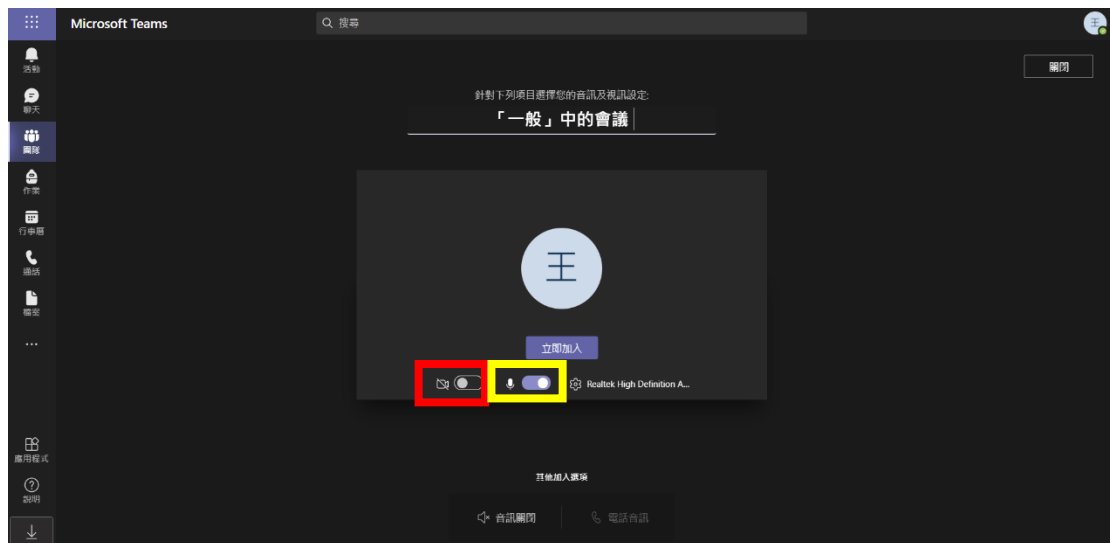 Microsoft Teams
搜尋
王
活動
聊天
團隊
作業
行事曆
通話
檔案
...
應用程式
說明
關閉
針對下列項目選擇您的音訊及視訊設定:
「一般」中的會議
王
立即加入
Realtek High Definition A...
其他加入選項
音訊關閉
電話音訊